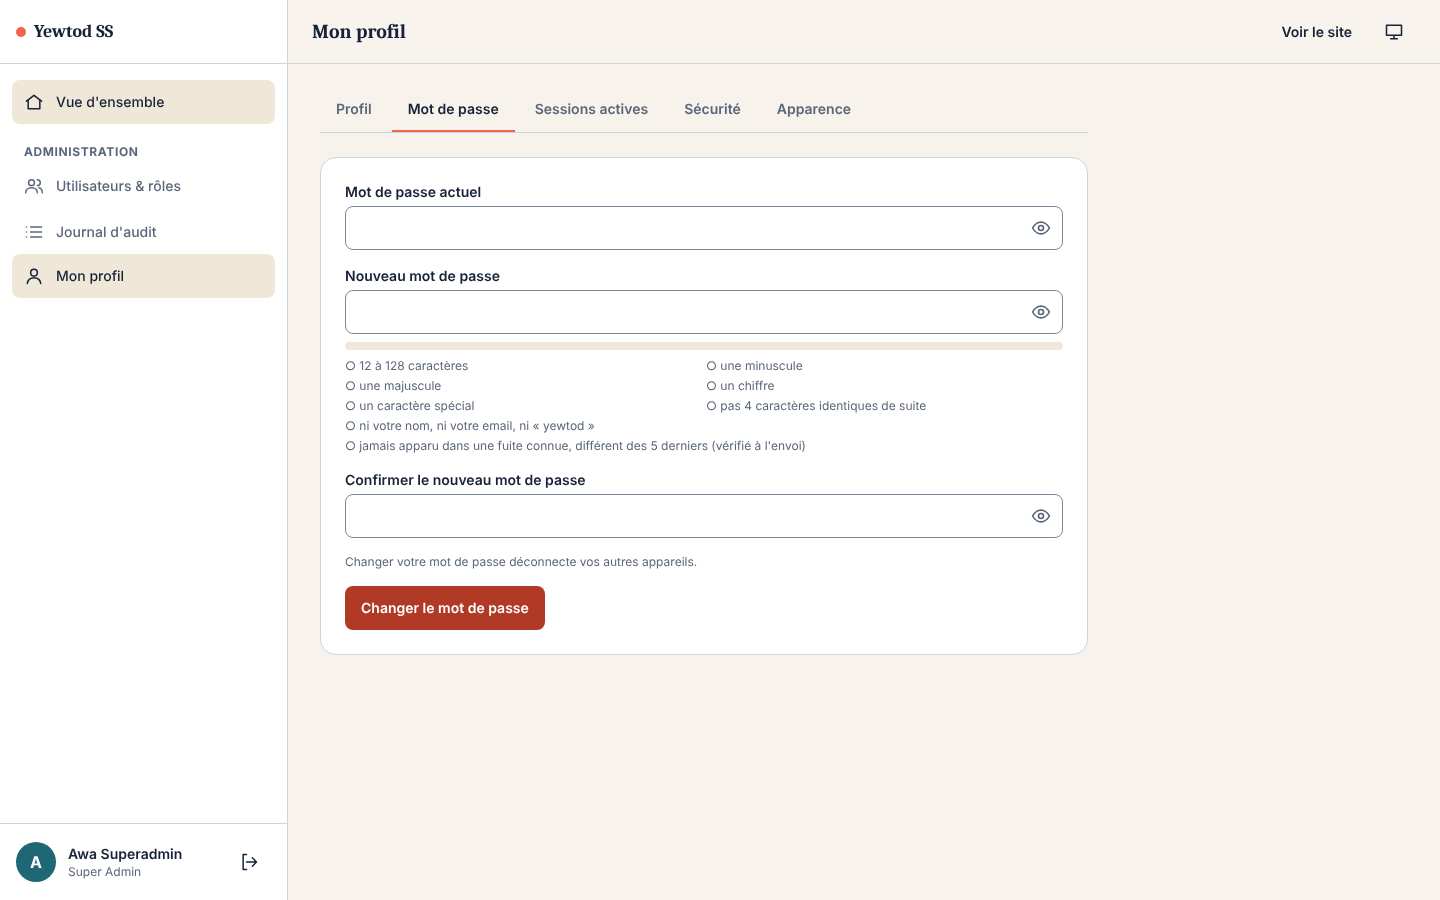 Yewtod SS
Mon profil
Voir le site
Vue d'ensemble
ADMINISTRATION
Utilisateurs & rôles
Journal d'audit
Mon profil
Profil
Mot de passe
Sessions actives
Sécurité
Apparence
Mot de passe actuel
Nouveau mot de passe
12 à 128 caractères
une minuscule
une majuscule
un chiffre
un caractère spécial
pas 4 caractères identiques de suite
ni votre nom, ni votre email, ni « yewtod »
jamais apparu dans une fuite connue, différent des 5 derniers (vérifié à l'envoi)
Confirmer le nouveau mot de passe
Changer votre mot de passe déconnecte vos autres appareils.
Changer le mot de passe
A
Awa Superadmin
Super Admin